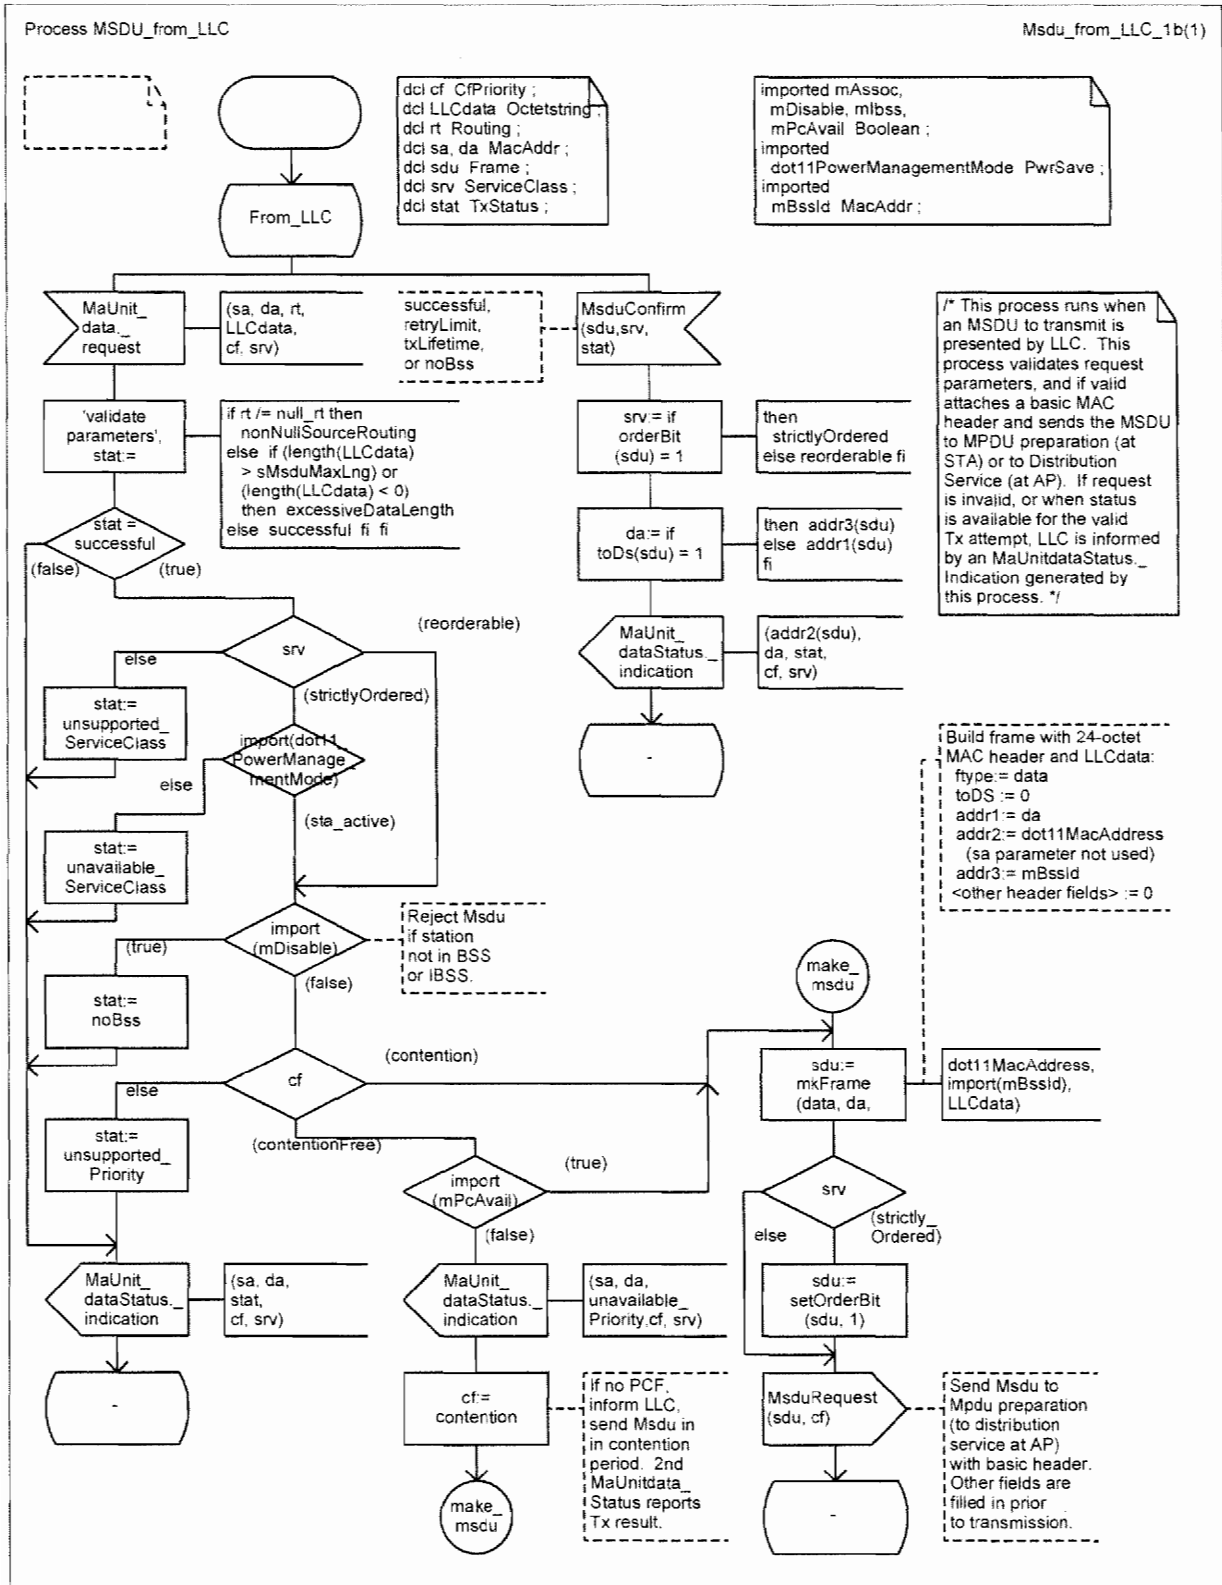 Process MSDU_from_LLC
Msdu_from_LLC_1b(1)
dcl cf CfPriority ;
dcl LLCdata Octetstring ;
dcl rt Routing ;
dcl sa, da MacAddr ;
dcl sdu Frame ;
dcl srv ServiceClass ;
dcl stat TxStatus ;
imported mAssoc,
mDisable, mIbss,
mPcAvail Boolean ;
imported
dot11PowerManagementMode PwrSave ;
imported
mBssId MacAddr ;
From_LLC
MaUnit_
data._
request
(sa, da, rt,
LLCdata,
cf, srv)
successful,
retryLimit,
txLifetime,
or noBss
MsduConfirm
(sdu,srv,
stat)
/* This process runs when
an MSDU to transmit is
presented by LLC. This
process validates request
parameters, and if valid
attaches a basic MAC
header and sends the MSDU
to MPDU preparation (at
STA) or to Distribution
Service (at AP). If request
is invalid, or when status
is available for the valid
Tx attempt, LLC is informed
by an MaUnitdataStatus._
Indication generated by
this process. */
'validate
parameters',
stat:=
if rt /= null_rt then
nonNullSourceRouting
else if (length(LLCdata)
> sMsduMaxLng) or
(length(LLCdata) < 0)
then excessiveDataLength
else successful fi fi
srv:= if
orderBit
(sdu) = 1
then
strictlyOrdered
else reorderable fi
stat =
successful
(false)
(true)
da:= if
toDs(sdu) = 1
then addr3(sdu)
else addr1(sdu)
fi
srv
(reorderable)
else
(strictlyOrdered)
MaUnit_
dataStatus._
indication
(addr2(sdu),
da, stat,
cf, srv)
stat:=
unsupported_
ServiceClass
import(dot11_
PowerManage_
mentMode)
else
(sta_active)
-
Build frame with 24-octet
MAC header and LLCdata:
ftype:= data
toDS := 0
addr1:= da
addr2:= dot11MacAddress
(sa parameter not used)
addr3:= mBssId
<other header fields> := 0
stat:=
unavailable_
ServiceClass
import
(mDisable)
(true)
(false)
Reject Msdu
if station
not in BSS
or IBSS.
stat:=
noBss
make_
msdu
cf
(contention)
else
(contentionFree)
sdu:=
mkFrame
(data, da,
dot11MacAddress,
import(mBssId),
LLCdata)
stat:=
unsupported_
Priority
import
(mPcAvail)
(true)
(false)
srv
else
(strictly_
Ordered)
MaUnit_
dataStatus._
indication
(sa, da,
stat,
cf, srv)
MaUnit_
dataStatus._
indication
(sa, da,
unavailable_
Priority,cf, srv)
sdu:=
setOrderBit
(sdu, 1)
-
cf:=
contention
If no PCF,
inform LLC,
send Msdu in
in contention
period. 2nd
MaUnitdata_
Status reports
Tx result.
MsduRequest
(sdu, cf)
Send Msdu to
Mpdu preparation
(to distribution
service at AP)
with basic header.
Other fields are
filled in prior
to transmission.
make_
msdu
-